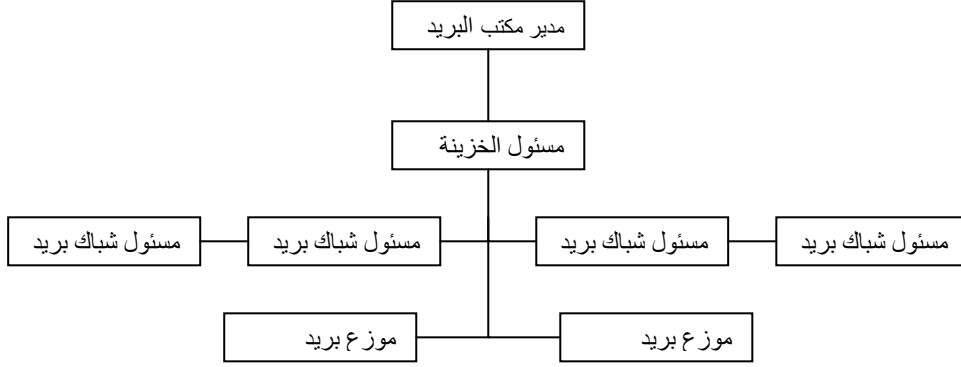 مدير مكتب البريد
مسئول الخزينة
مسئول شباك بريد
مسئول شباك بريد
مسئول شباك بريد
مسئول شباك بريد
موزع بريد
موزع بريد